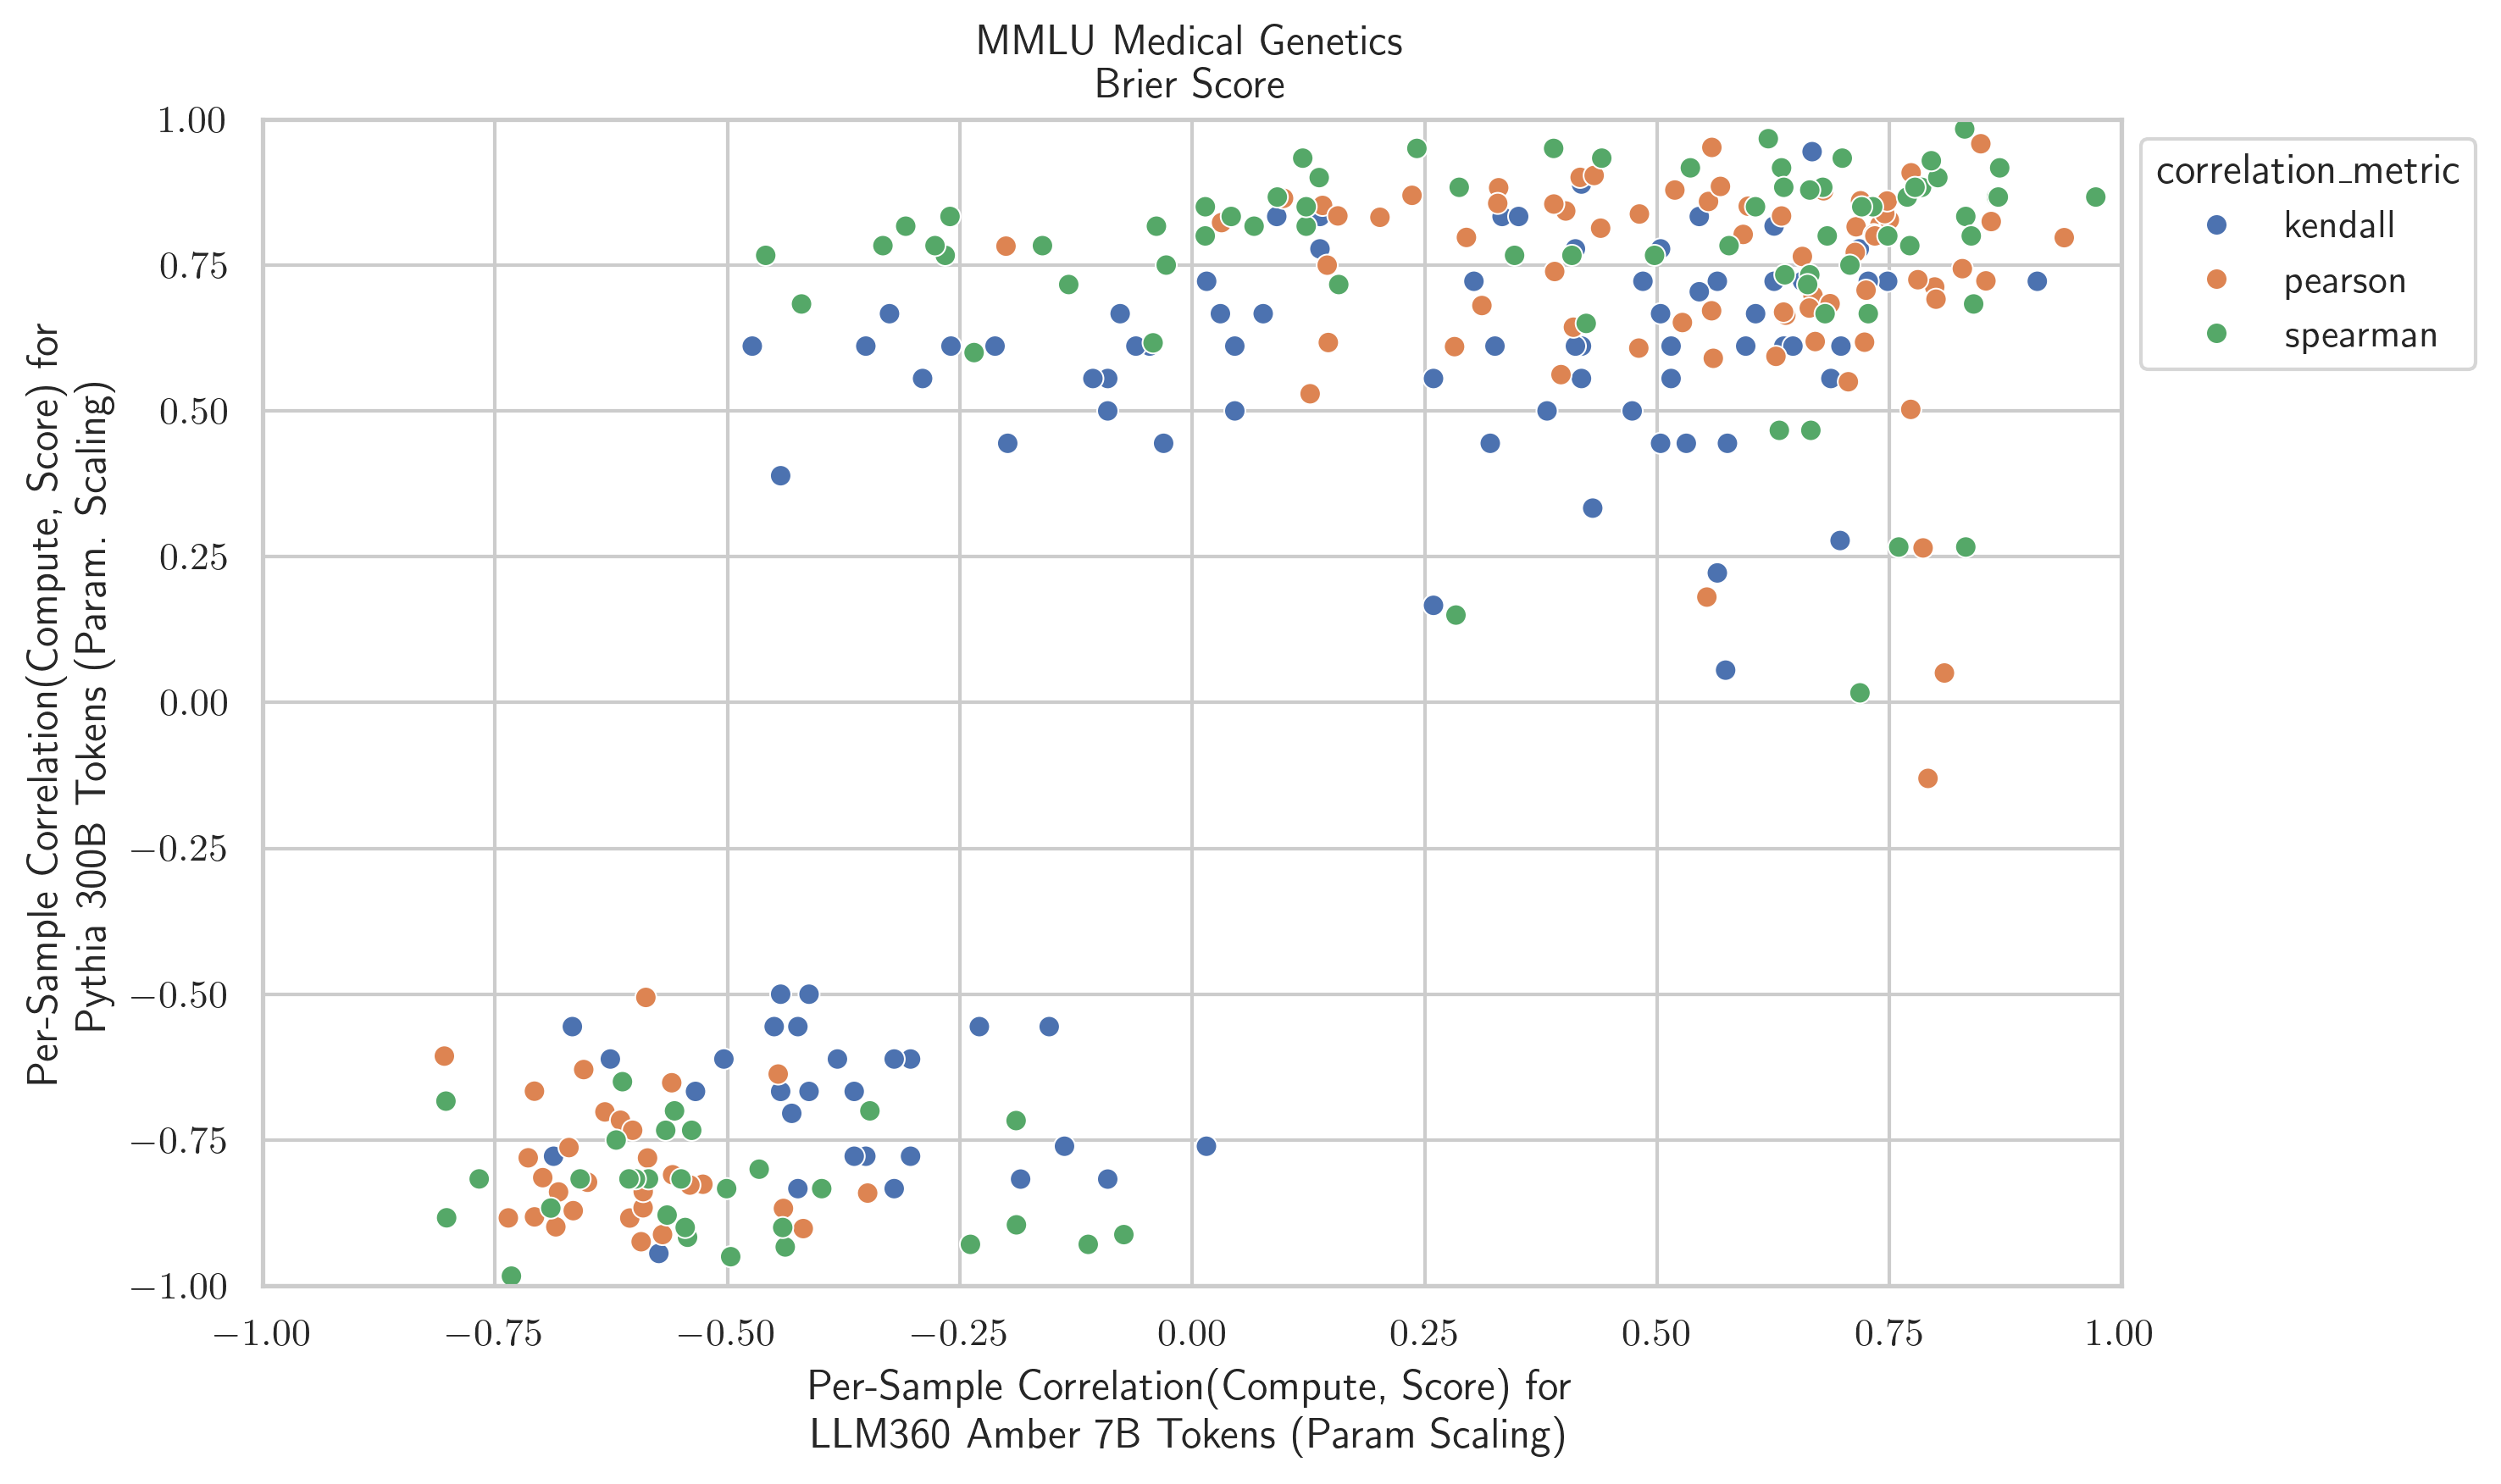 MMLU Medical Genetics
Brier Score
Per-Sample Correlation(Compute, Score) for
Pythia 300B Tokens (Param. Scaling)
1.00
0.75
0.50
0.25
0.00
−0.25
−0.50
−0.75
−1.00
−1.00
−0.75
−0.50
−0.25
0.00
0.25
0.50
0.75
1.00
Per-Sample Correlation(Compute, Score) for
LLM360 Amber 7B Tokens (Param Scaling)
correlation_metric
kendall
pearson
spearman